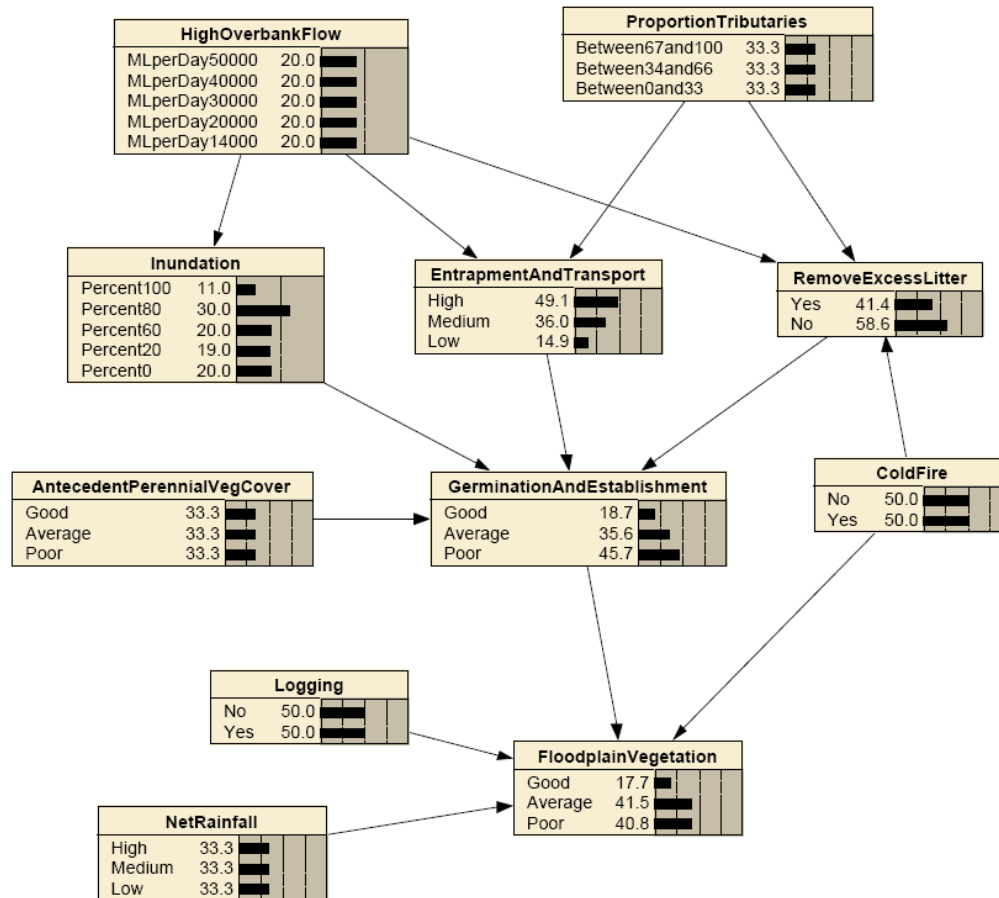 HighOverbankFlow
MLperDay50000 20.0
MLperDay40000 20.0
MLperDay30000 20.0
MLperDay20000 20.0
MLperDay14000 20.0
ProportionTributaries
Between67and100 33.3
Between34and66 33.3
Between0and33 33.3
Inundation
Percent100 11.0
Percent80 30.0
Percent60 20.0
Percent20 19.0
Percent0 20.0
EntrapmentAndTransport
High 49.1
Medium 36.0
Low 14.9
RemoveExcessLitter
Yes 41.4
No 58.6
AntecedentPerennialVegCover
Good 33.3
Average 33.3
Poor 33.3
GerminationAndEstablishment
Good 18.7
Average 35.6
Poor 45.7
ColdFire
No 50.0
Yes 50.0
Logging
No 50.0
Yes 50.0
FloodplainVegetation
Good 17.7
Average 41.5
Poor 40.8
NetRainfall
High 33.3
Medium 33.3
Low 33.3